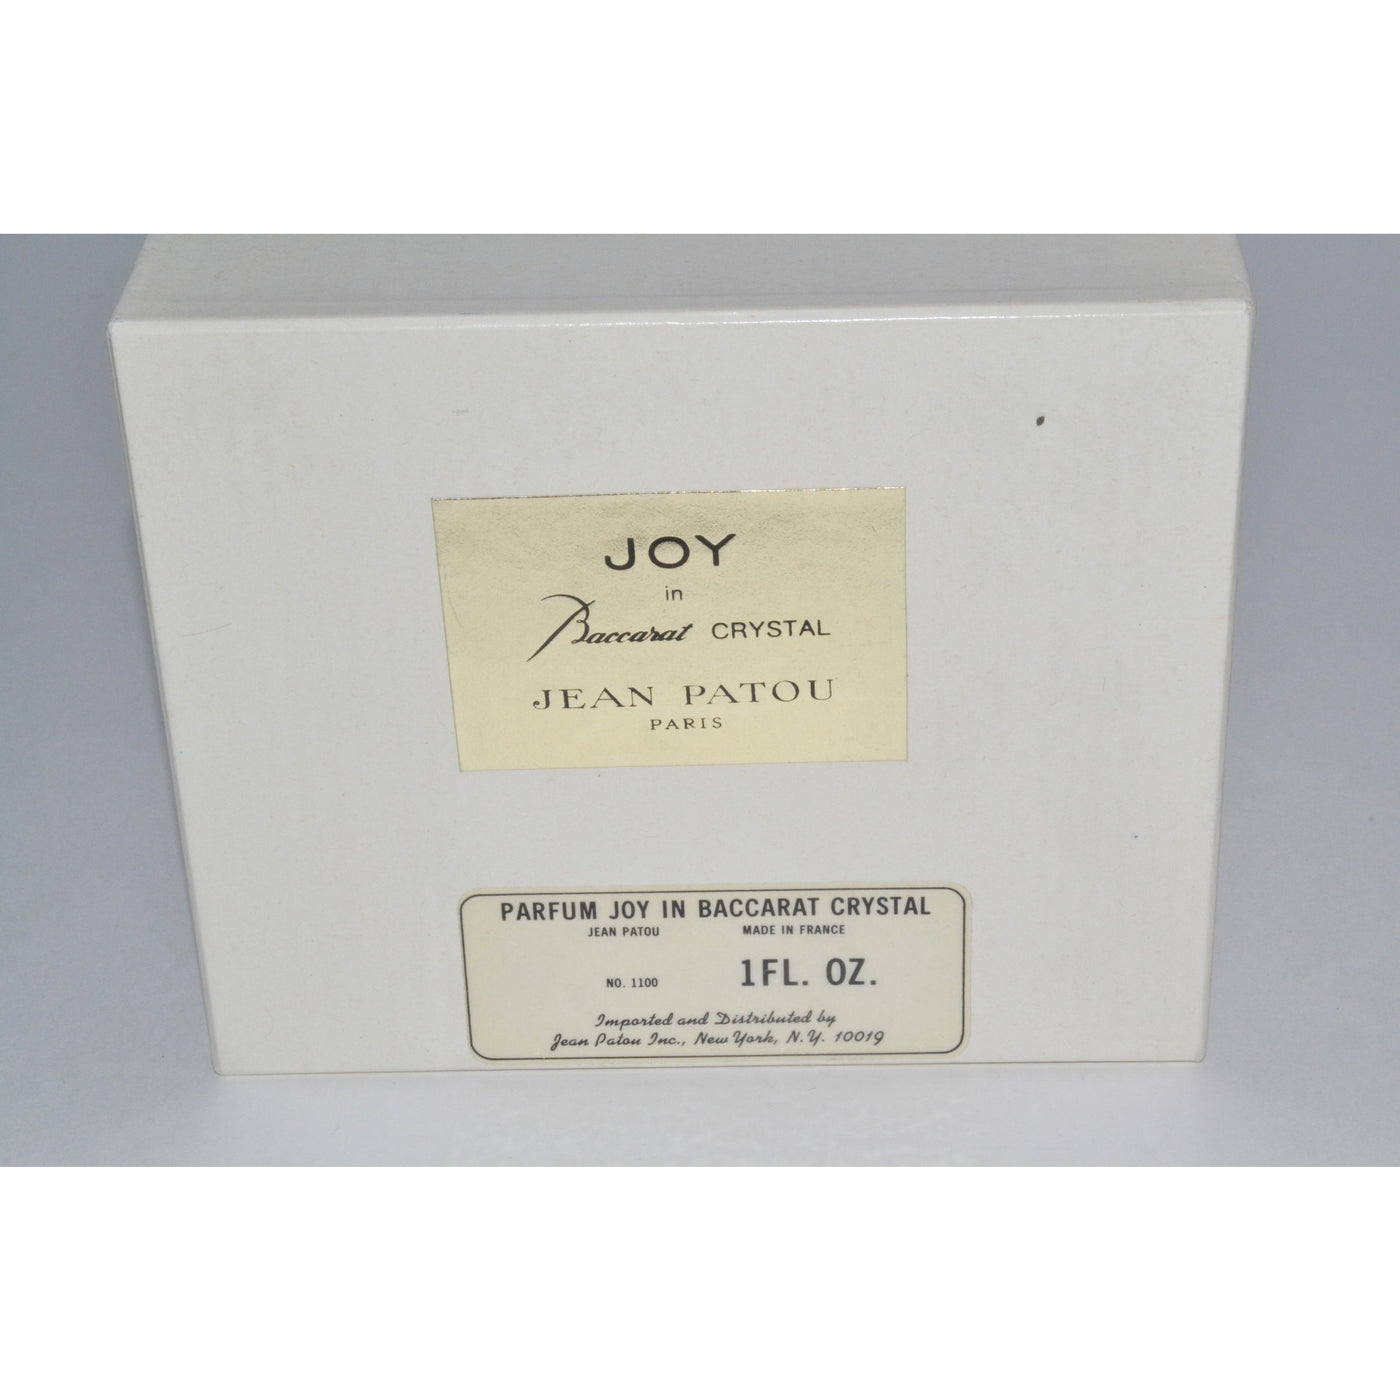 JOY
in
Baccarat CRYSTAL
JEAN PATOU
PARIS
PARFUM JOY IN BACCARAT CRYSTAL
JEAN PATOU MADE IN FRANCE
NO. 1100 1FL. OZ.
Imported and Distributed by
Jean Patou Inc., New York, N.Y. 10019